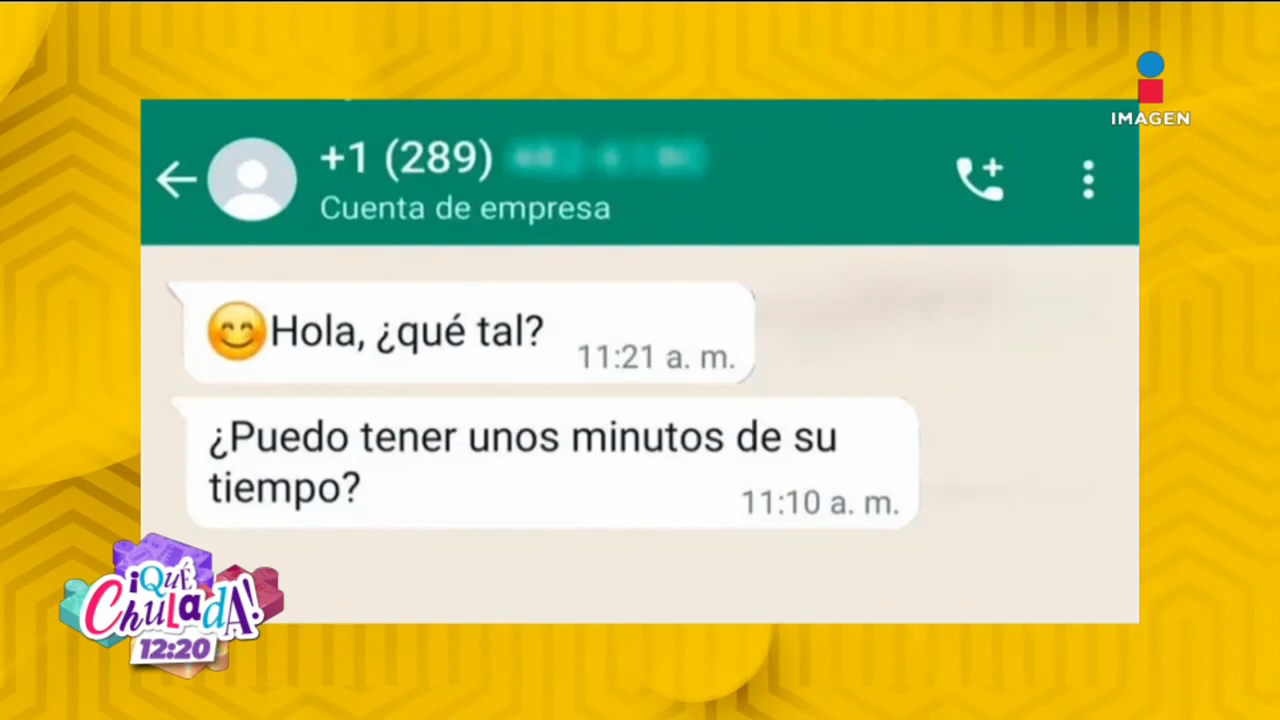 IMAGEN
+1 (289)
Cuenta de empresa
😊Hola, ¿qué tal?
11:21 a. m.
¿Puedo tener unos minutos de su
tiempo?
11:10 a. m.
¡QUÉ
ChuLadA!
12:20